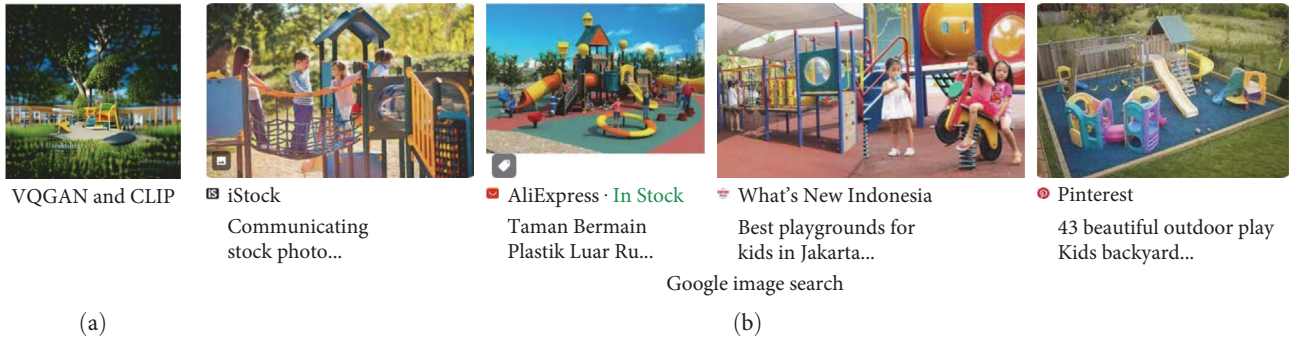 VQGAN and CLIP
iStock
Communicating
stock photo...
AliExpress · In Stock
Taman Bermain
Plastik Luar Ru...
What's New Indonesia
Best playgrounds for
kids in Jakarta...
Pinterest
43 beautiful outdoor play
Kids backyard...
Google image search
(a)
(b)